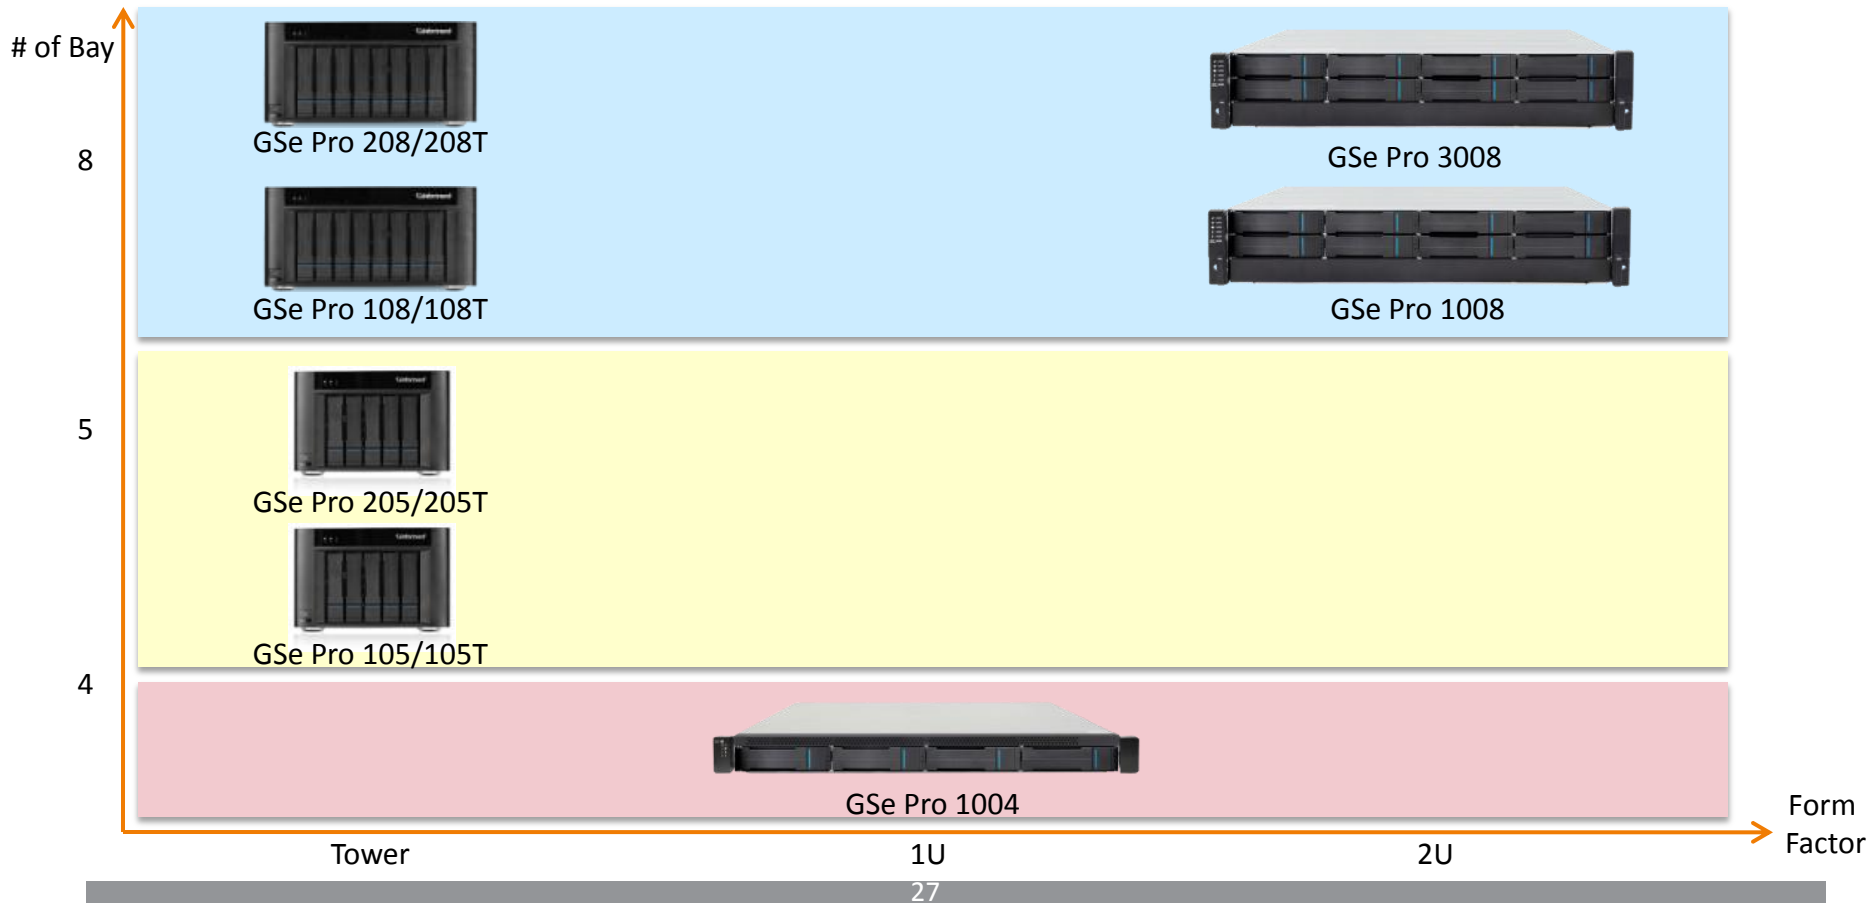 # of Bay
GSe Pro 208/208T
GSe Pro 3008
8
GSe Pro 108/108T
GSe Pro 1008
5
GSe Pro 205/205T
GSe Pro 105/105T
4
GSe Pro 1004
Form
Factor
Tower
1U
2U
27